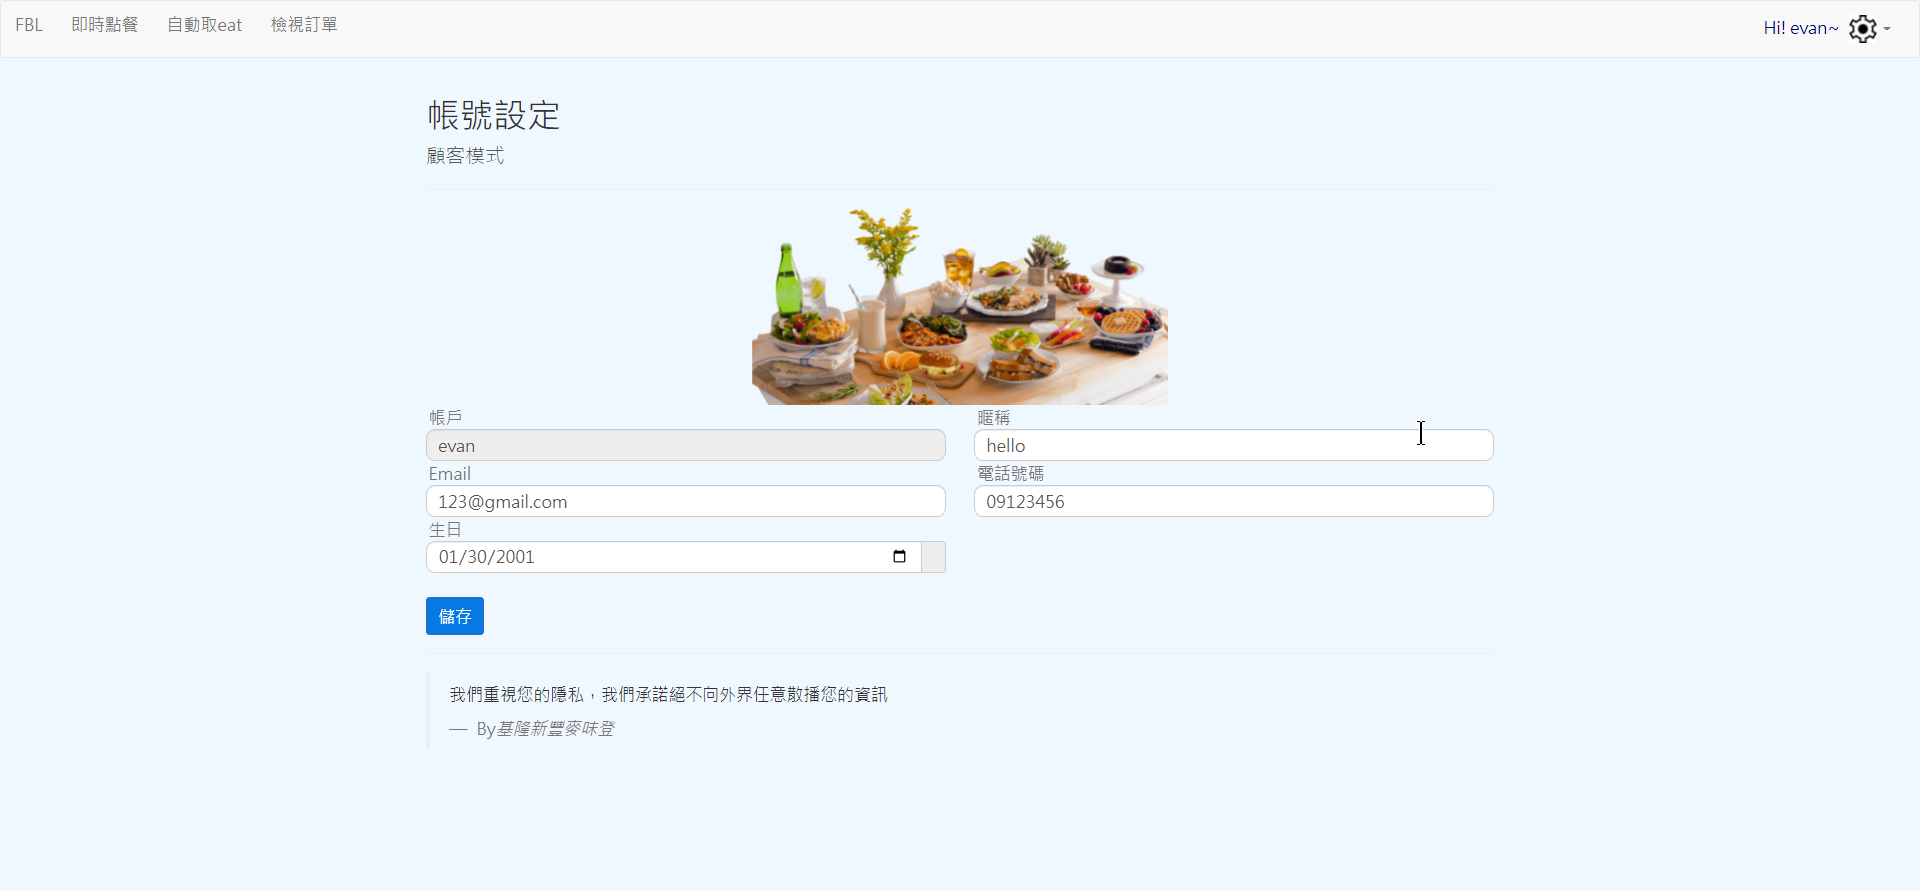 FBL 即時點餐 自動取eat 檢視訂單 Hi! evan~
帳號設定
顧客模式
帳戶 暱稱
evan hello
Email 電話號碼
123@gmail.com 09123456
生日
01/30/2001
儲存
我們重視您的隱私，我們承諾絕不向外界任意散播您的資訊
— By基隆新豐麥味登